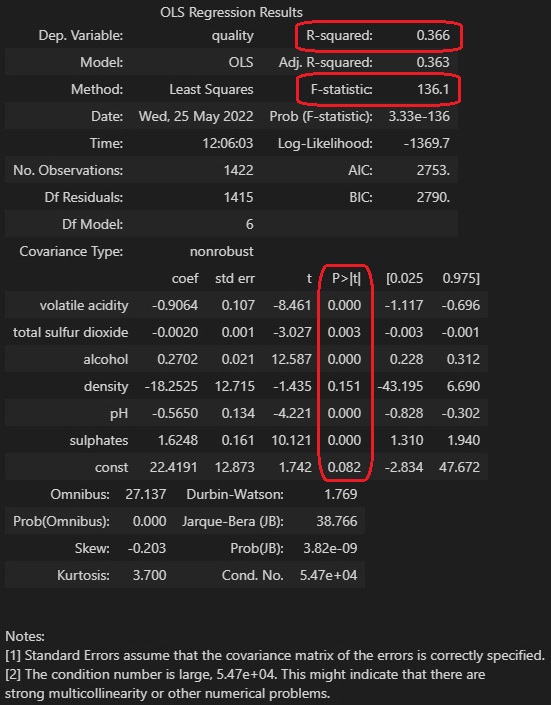 OLS Regression Results
Dep. Variable: quality R-squared: 0.366
Model: OLS Adj. R-squared: 0.363
Method: Least Squares F-statistic: 136.1
Date: Wed, 25 May 2022 Prob (F-statistic): 3.33e-136
Time: 12:06:03 Log-Likelihood: -1369.7
No. Observations: 1422 AIC: 2753.
Df Residuals: 1415 BIC: 2790.
Df Model: 6
Covariance Type: nonrobust
coef std err t P>|t| [0.025 0.975]
volatile acidity -0.9064 0.107 -8.461 0.000 -1.117 -0.696
total sulfur dioxide -0.0020 0.001 -3.027 0.003 -0.003 -0.001
alcohol 0.2702 0.021 12.587 0.000 0.228 0.312
density -18.2525 12.715 -1.435 0.151 -43.195 6.690
pH -0.5650 0.134 -4.221 0.000 -0.828 -0.302
sulphates 1.6248 0.161 10.121 0.000 1.310 1.940
const 22.4191 12.873 1.742 0.082 -2.834 47.672
Omnibus: 27.137 Durbin-Watson: 1.769
Prob(Omnibus): 0.000 Jarque-Bera (JB): 38.766
Skew: -0.203 Prob(JB): 3.82e-09
Kurtosis: 3.700 Cond. No. 5.47e+04
Notes:
[1] Standard Errors assume that the covariance matrix of the errors is correctly specified.
[2] The condition number is large, 5.47e+04. This might indicate that there are
strong multicollinearity or other numerical problems.